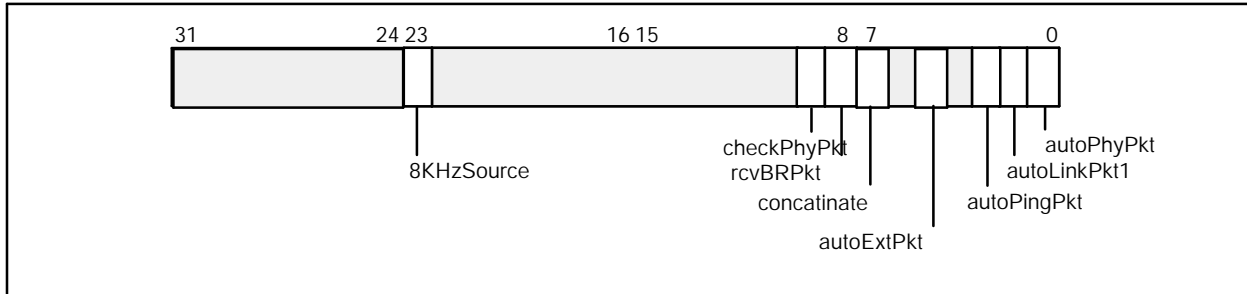 31 24 23 16 15 8 7 0
checkPhyPkt autoPhyPkt
8KHzSource rcvBRPkt autoLinkPkt1
concatinate autoPingPkt
autoExtPkt